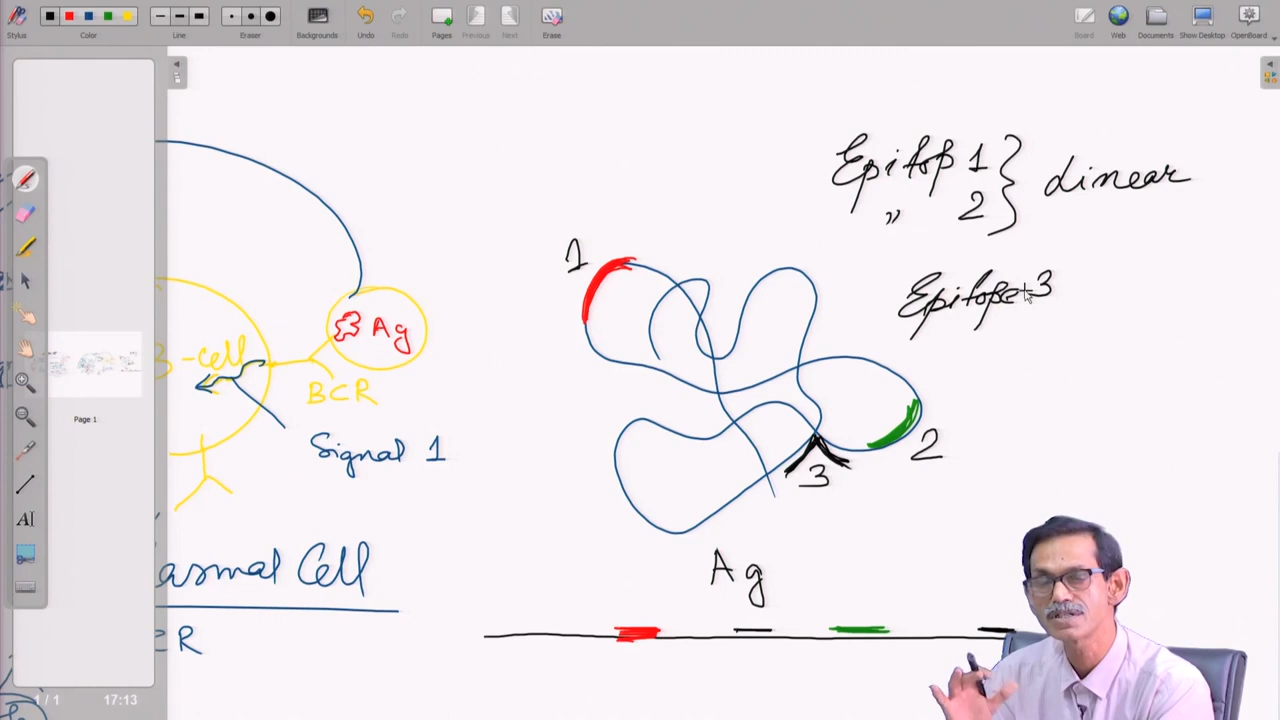 Stylus
Color
Line
Eraser
Backgrounds
Undo
Redo
Pages
Previous
Next
Erase
Board
Web
Documents
Show Desktop
OpenBoard
Epitop 1
„ 2
Linear
Epitope-3
1
2
3
Ag
Ag
-cell
BCR
Signal 1
Page 1
AI
asmal Cell
R
1/1
17:13